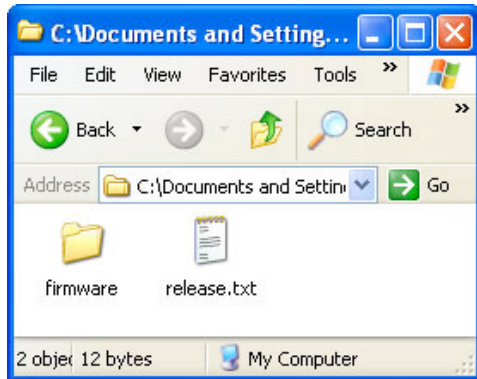 C:\Documents and Setting...
File Edit View Favorites Tools »
Back Search »
Address C:\Documents and Settin Go
firmware release.txt
2 objec 12 bytes My Computer